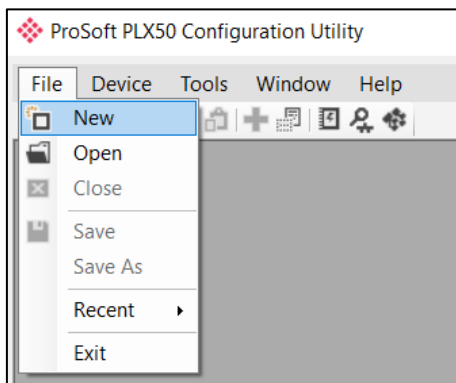 ProSoft PLX50 Configuration Utility
File Device Tools Window Help
New
Open
Close
Save
Save As
Recent
Exit